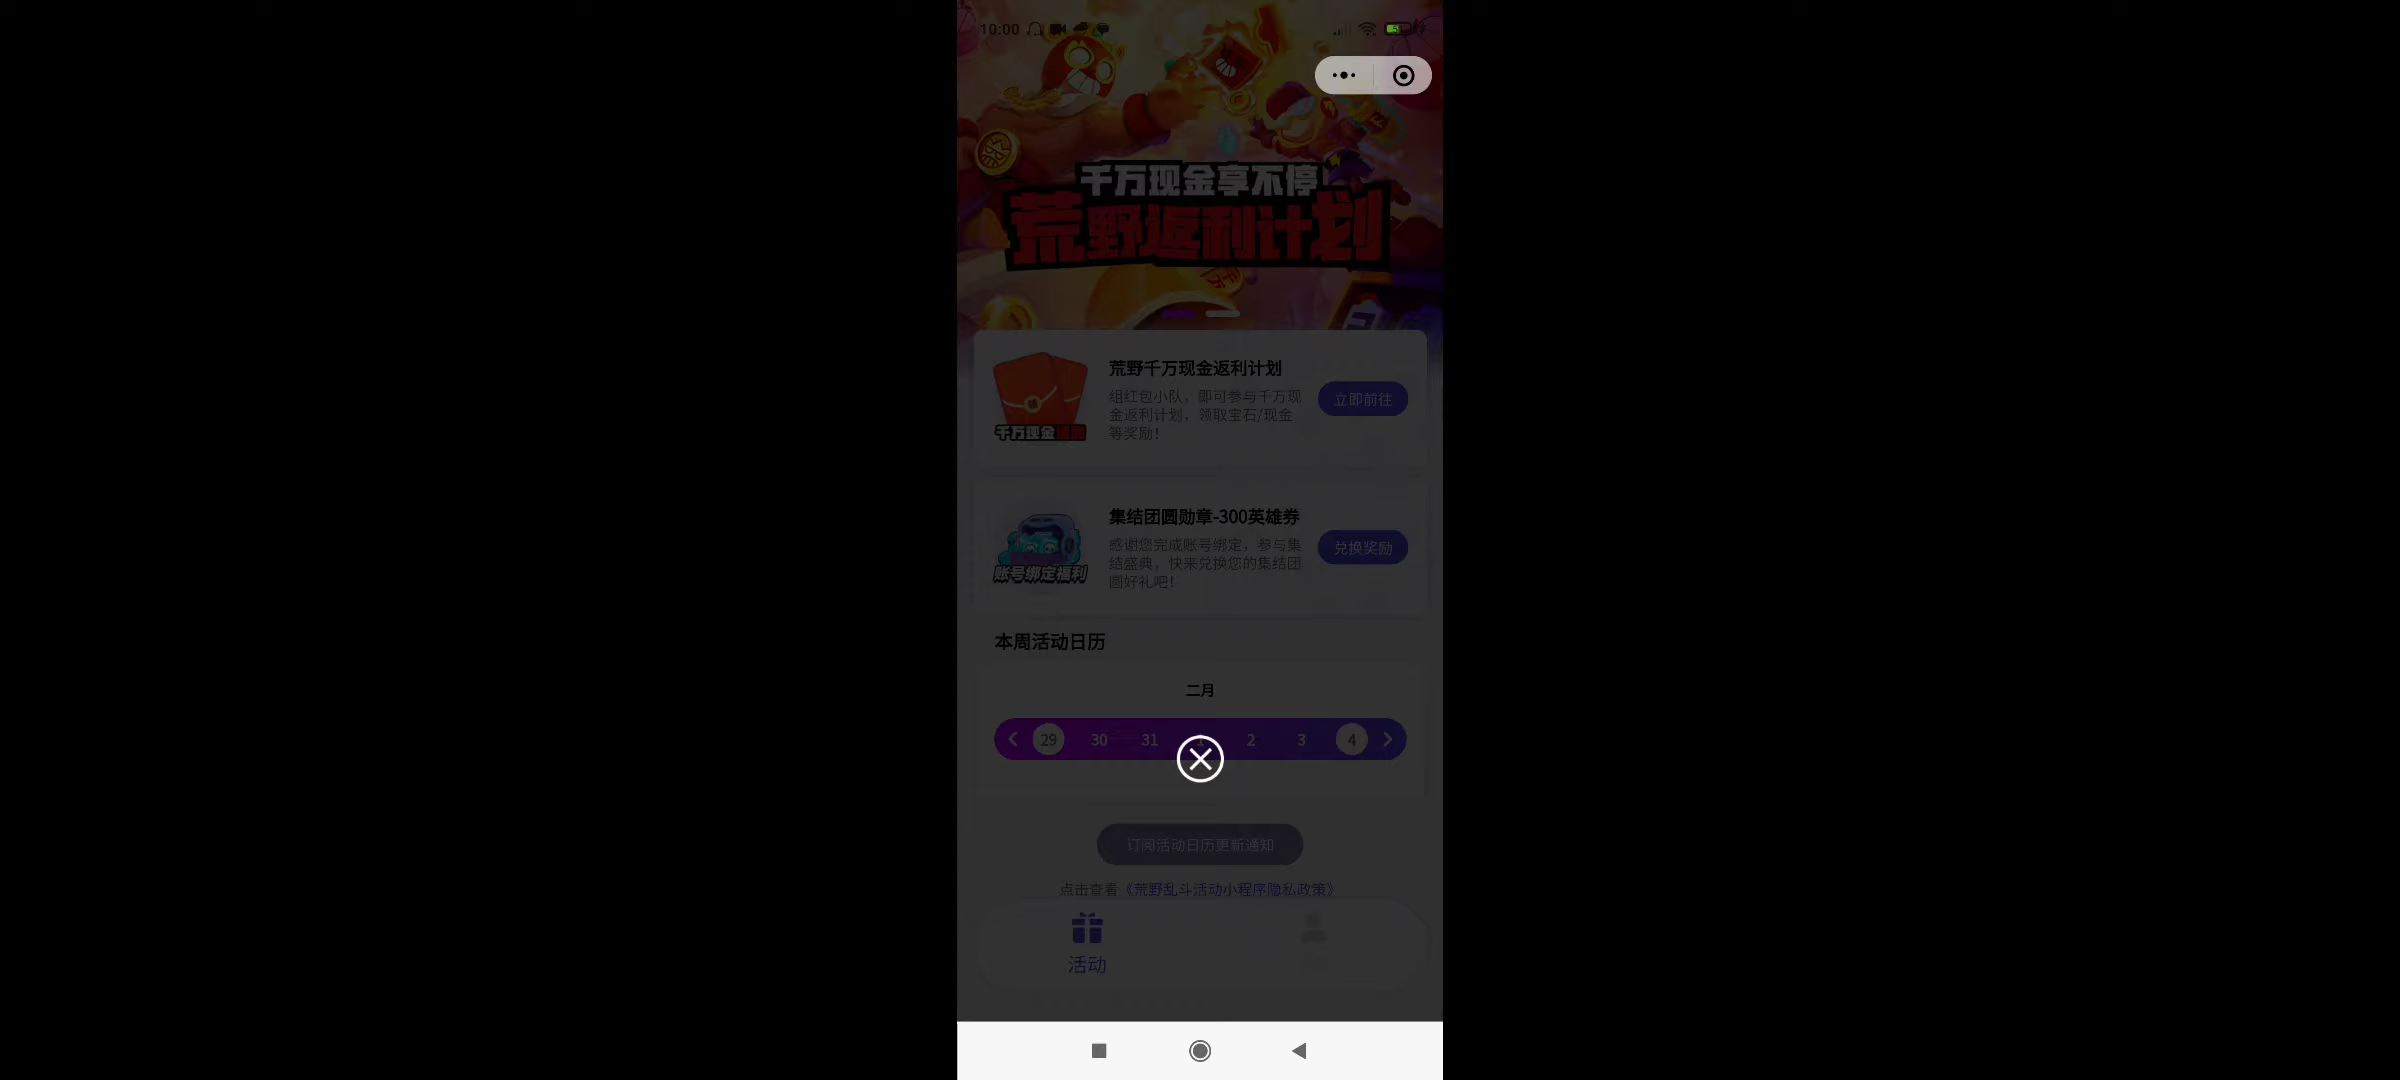 10:00
千万现金享不停
荒野返利计划
荒野千万现金返利计划
组红包小队，即可参与千万现
金返利计划，领取宝石/现金
等奖励！
立即前往
千万现金
集结团圆勋章-300英雄券
感谢您完成账号绑定，参与集
结盛典，快来兑换您的集结团
圆好礼吧！
兑换奖励
账号绑定福利
本周活动日历
二月
29 30 31 1 2 3 4
订阅活动日历更新通知
点击查看《荒野乱斗活动小程序隐私政策》
活动